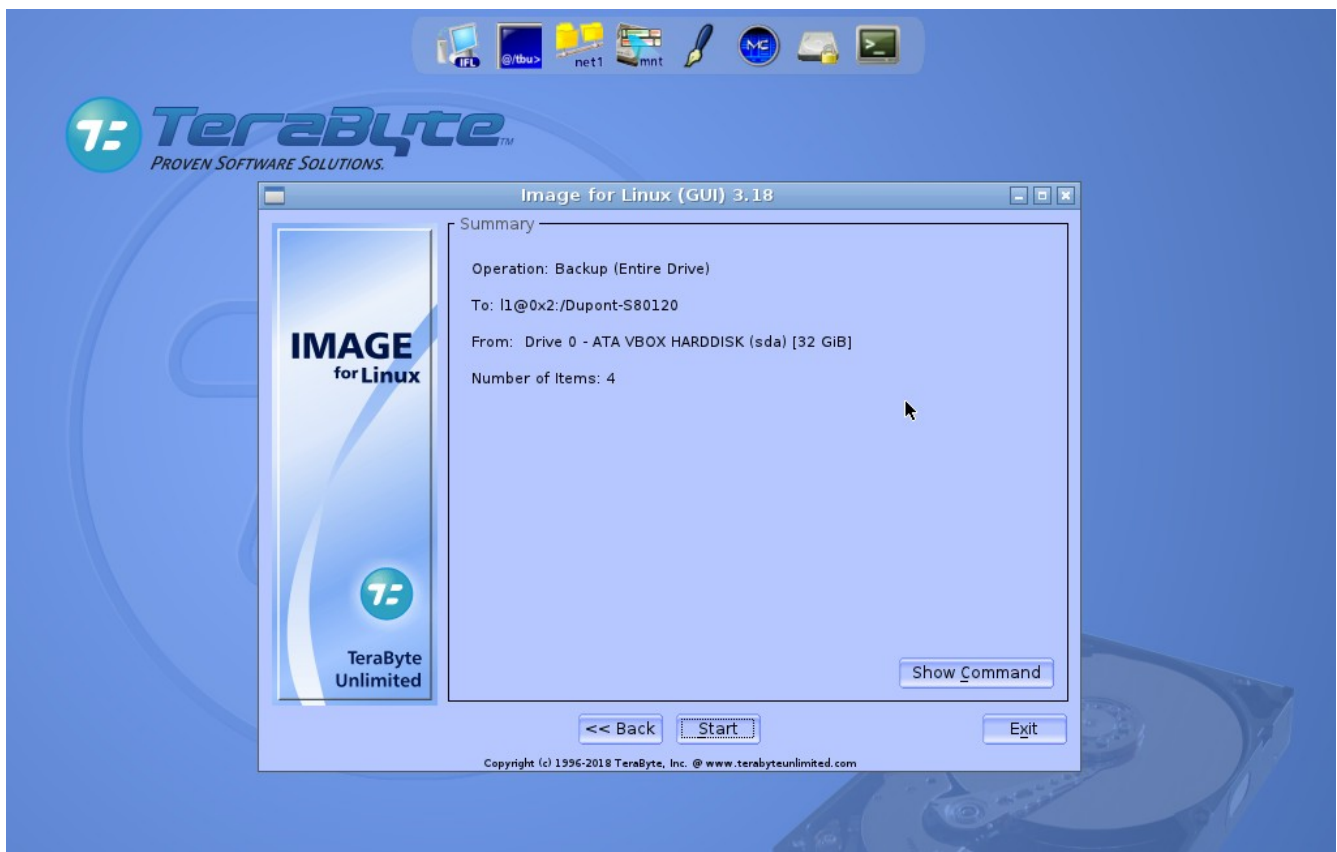 IFL
@/tbu>
net1
mnt
MC
>_
TeraByte TM
PROVEN SOFTWARE SOLUTIONS.
Image for Linux (GUI) 3.18
Summary
Operation: Backup (Entire Drive)
To: l1@0x2:/Dupont-S80120
From: Drive 0 - ATA VBOX HARDDISK (sda) [32 GiB]
Number of Items: 4
IMAGE
for Linux
TeraByte
Unlimited
Show Command
<< Back
Start
Exit
Copyright (c) 1996-2018 TeraByte, Inc. @ www.terabyteunlimited.com